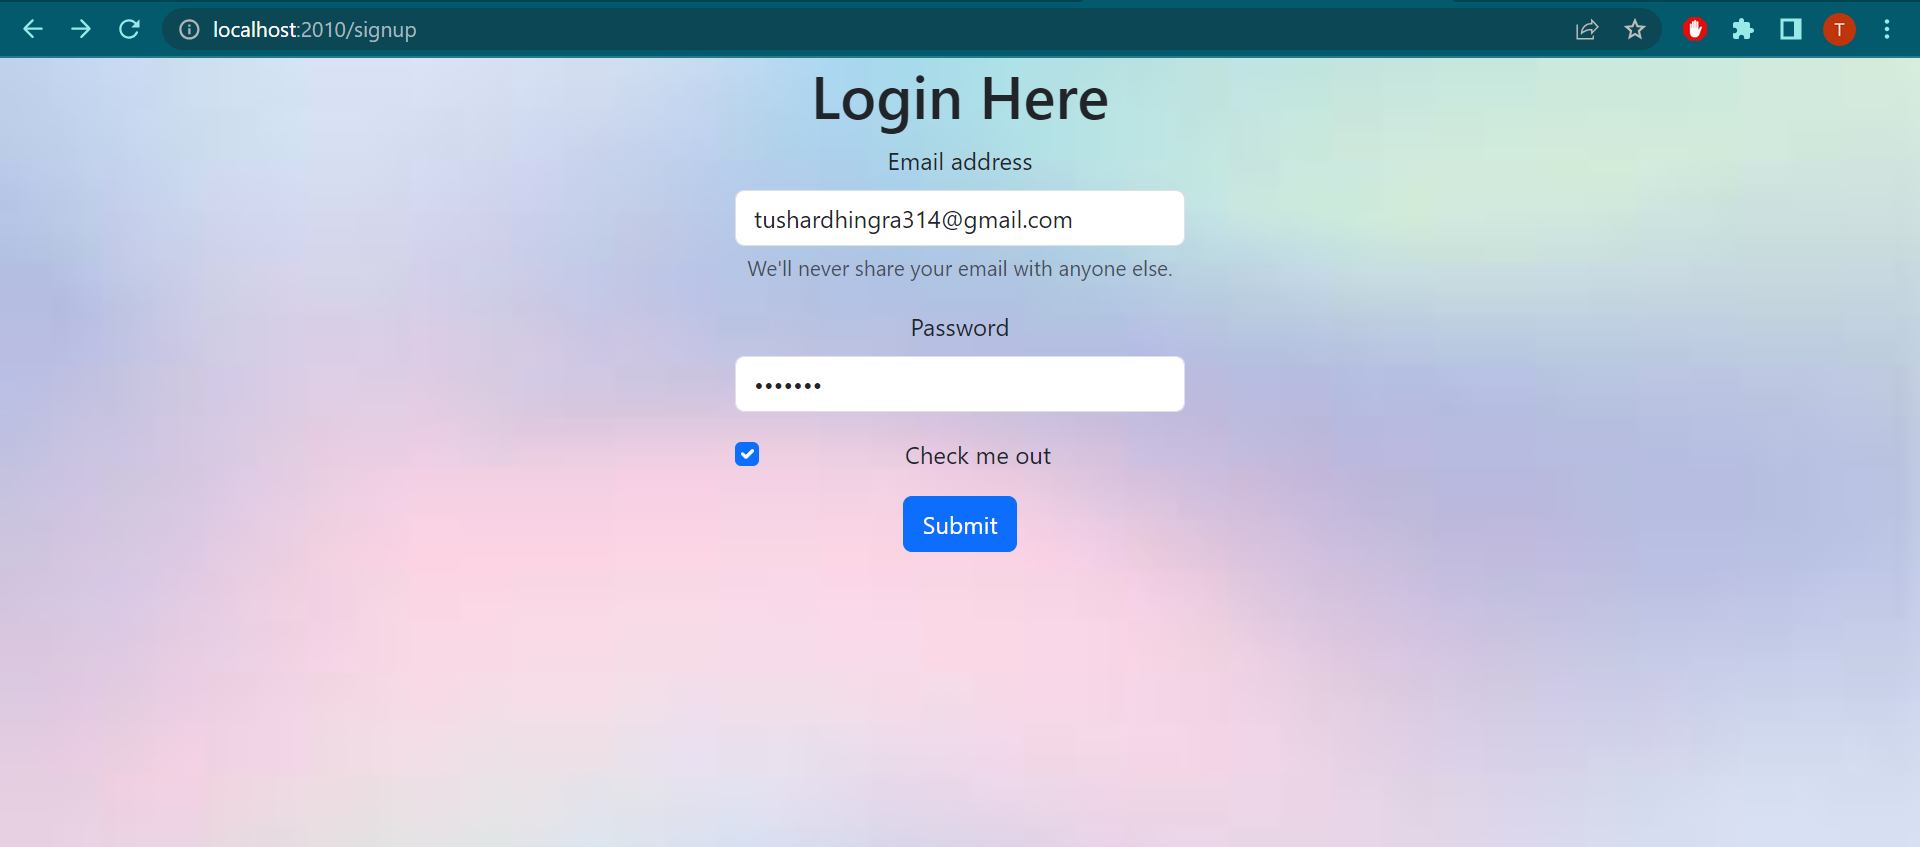 localhost:2010/signup
T
Login Here
Email address
tushardhingra314@gmail.com
We'll never share your email with anyone else.
Password
•••••••
Check me out
Submit